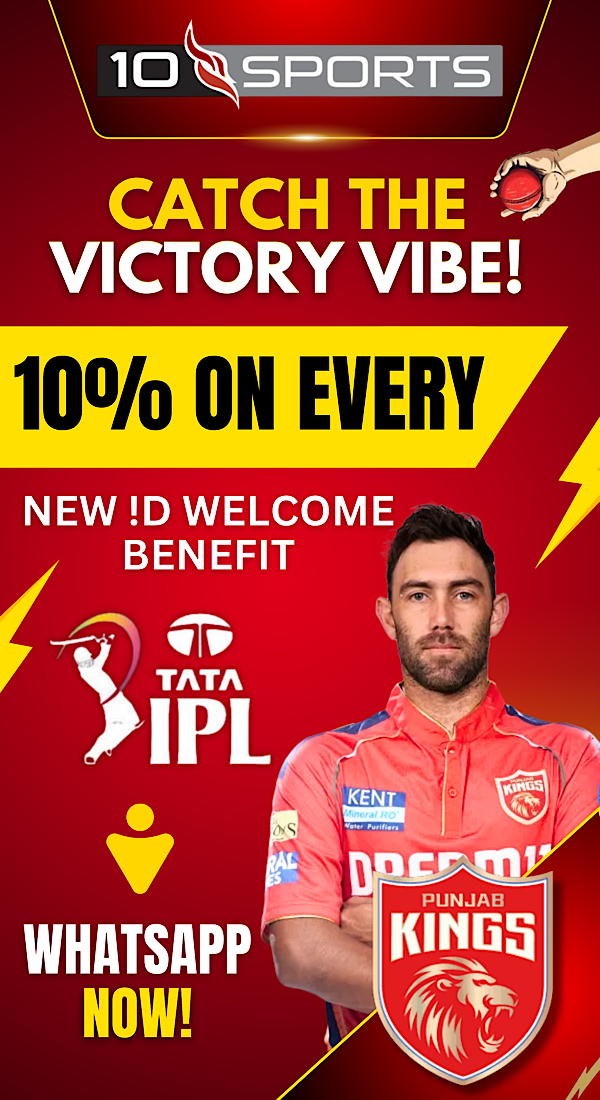 10 SPORTS
CATCH THE
VICTORY VIBE!
10% ON EVERY
NEW !D WELCOME
BENEFIT
TATA
IPL
PUNJAB
KINGS
KENT
Mineral RO
Water Purifiers
DREAM11
PUNJAB
KINGS
WHATSAPP
NOW!